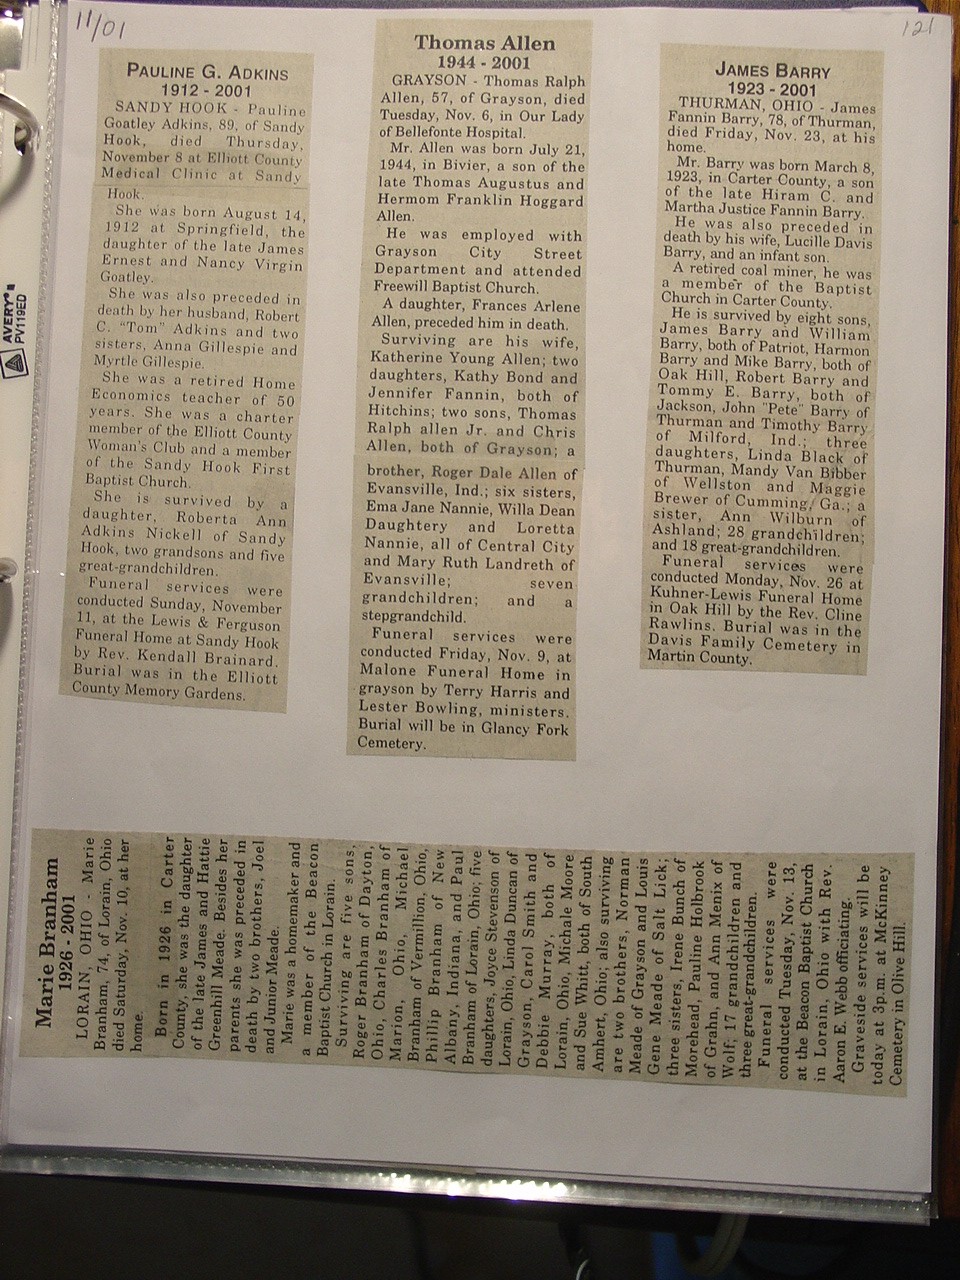 11/01
121
AVERY
PV119ED
PAULINE G. ADKINS
1912 - 2001
SANDY HOOK - Pauline
Goatley Adkins, 89, of Sandy
Hook, died Thursday,
November 8 at Elliott County
Medical Clinic at Sandy
Hook.
She was born August 14,
1912 at Springfield, the
daughter of the late James
Ernest and Nancy Virgin
Goatley.
She was also preceded in
death by her husband, Robert
C. "Tom" Adkins and two
sisters, Anna Gillespie and
Myrtle Gillespie.
She was a retired Home
Economics teacher of 50
years. She was a charter
member of the Elliott County
Woman's Club and a member
of the Sandy Hook First
Baptist Church.
She is survived by a
daughter, Roberta Ann
Adkins Nickell of Sandy
Hook, two grandsons and five
great-grandchildren.
Funeral services were
conducted Sunday, November
11, at the Lewis & Ferguson
Funeral Home at Sandy Hook
by Rev. Kendall Brainard.
Burial was in the Elliott
County Memory Gardens.
Thomas Allen
1944 - 2001
GRAYSON - Thomas Ralph
Allen, 57, of Grayson, died
Tuesday, Nov. 6, in Our Lady
of Bellefonte Hospital.
Mr. Allen was born July 21,
1944, in Bivier, a son of the
late Thomas Augustus and
Hermom Franklin Hoggard
Allen.
He was employed with
Grayson City Street
Department and attended
Freewill Baptist Church.
A daughter, Frances Arlene
Allen, preceded him in death.
Surviving are his wife,
Katherine Young Allen; two
daughters, Kathy Bond and
Jennifer Fannin, both of
Hitchins; two sons, Thomas
Ralph allen Jr. and Chris
Allen, both of Grayson; a
brother, Roger Dale Allen of
Evansville, Ind.; six sisters,
Ema Jane Nannie, Willa Dean
Daughtery and Loretta
Nannie, all of Central City
and Mary Ruth Landreth of
Evansville; seven
grandchildren; and a
stepgrandchild.
Funeral services were
conducted Friday, Nov. 9, at
Malone Funeral Home in
grayson by Terry Harris and
Lester Bowling, ministers.
Burial will be in Glancy Fork
Cemetery.
JAMES BARRY
1923 - 2001
THURMAN, OHIO - James
Fannin Barry, 78, of Thurman,
died Friday, Nov. 23, at his
home.
Mr. Barry was born March 8,
1923, in Carter County, a son
of the late Hiram C. and
Martha Justice Fannin Barry.
He was also preceded in
death by his wife, Lucille Davis
Barry, and an infant son.
A retired coal miner, he was
a member of the Baptist
Church in Carter County.
He is survived by eight sons,
James Barry and William
Barry, both of Patriot, Harmon
Barry and Mike Barry, both of
Oak Hill, Robert Barry and
Tommy E. Barry, both of
Jackson, John "Pete" Barry of
Thurman and Timothy Barry
of Milford, Ind.; three
daughters, Linda Black of
Thurman, Mandy Van Bibber
of Wellston and Maggie
Brewer of Cumming, Ga.; a
sister, Ann Wilburn of
Ashland; 28 grandchildren;
and 18 great-grandchildren.
Funeral services were
conducted Monday, Nov. 26 at
Kuhner-Lewis Funeral Home
in Oak Hill by the Rev. Cline
Rawlins. Burial was in the
Davis Family Cemetery in
Martin County.
Marie Branham
1926 - 2001
LORAIN, OHIO - Marie
Branham, 74, of Lorain, Ohio
died Saturday, Nov. 10, at her
home.
Born in 1926 in Carter
County, she was the daughter
of the late James and Hattie
Greenhill Meade. Besides her
parents she was preceded in
death by two brothers, Joel
and Junior Meade.
Marie was a homemaker and
a member of the Beacon
Baptist Church in Lorain.
Surviving are five sons,
Roger Branham of Dayton,
Ohio, Charles Branham of
Marion, Ohio, Michael
Branham of Vermillion, Ohio,
Phillip Branham of New
Albany, Indiana, and Paul
Branham of Lorain, Ohio; five
daughters, Joyce Stevenson of
Lorain, Ohio, Linda Duncan of
Grayson, Carol Smith and
Debbie Murray, both of
Lorain, Ohio, Michale Moore
and Sue Whitt, both of South
Amhert, Ohio; also surviving
are two brothers, Norman
Meade of Grayson and Louis
Gene Meade of Salt Lick;
three sisters, Irene Bunch of
Morehead, Pauline Holbrook
of Grahn, and Ann Menix of
Wolf; 17 grandchildren and
three great-grandchildren.
Funeral services were
conducted Tuesday, Nov. 13,
at the Beacon Baptist Church
in Lorain, Ohio with Rev.
Aaron E. Webb officiating.
Graveside services will be
today at 3p.m. at McKinney
Cemetery in Olive Hill.